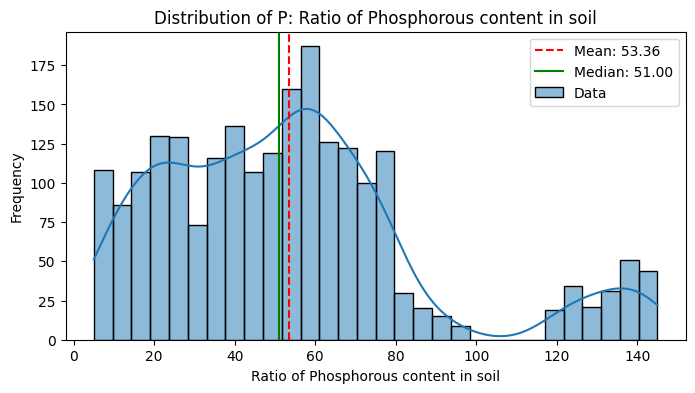 Distribution of P: Ratio of Phosphorous content in soil
Mean: 53.36
Median: 51.00
Data
Frequency
175
150
125
100
75
50
25
0
0 20 40 60 80 100 120 140
Ratio of Phosphorous content in soil